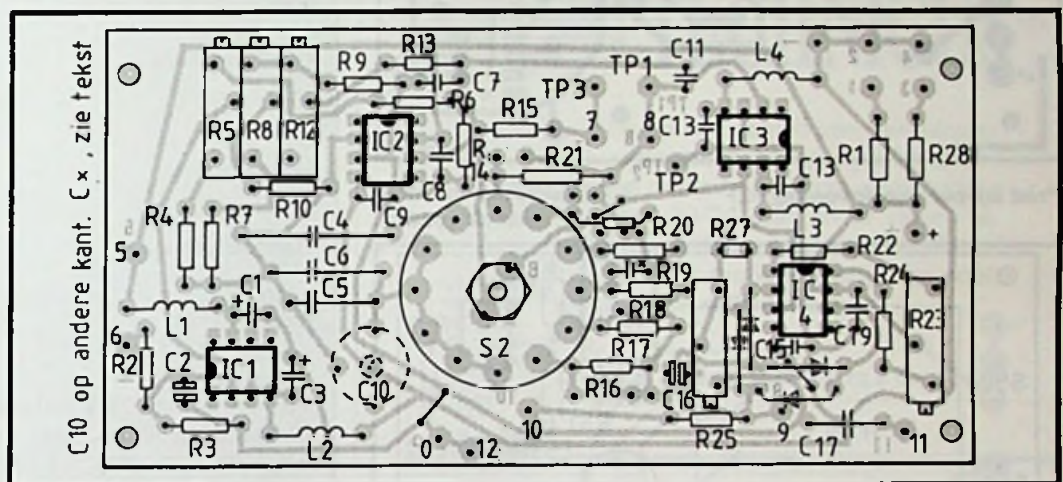 C10 op andere kant. Cx, zie tekst
R13
C11
L4
R9
C7
TP1
TP3
R6
R5 R8 R12
IC2
R15
7
8
C13
IC3
R14
R1
R28
C8
R21
TP2
C13
R10
C9
R4
R7
C4
R20
R27
L3
R22
5
C6
C1
C5
R19
R24
IC4
R18
C19
R23
L1
6
S2
R2
C2
IC1
C3
C10
R17
C15
R16
C16
10
9
R3
L2
0
12
R25
C17
11